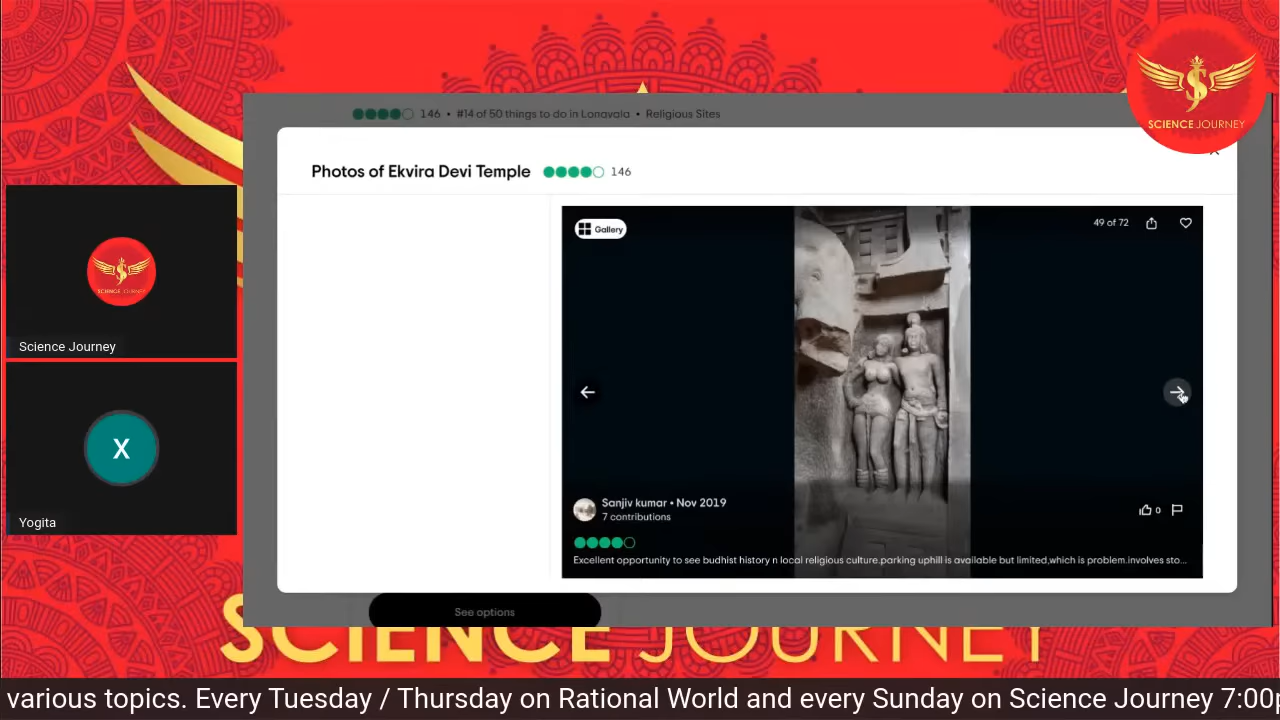 146 • #14 of 50 things to do in Lonavala • Religious Sites
SCIENCE JOURNEY
Photos of Ekvira Devi Temple 146
Gallery
49 of 72
SCIENCE JOURNEY
Science Journey
X
Yogita
Sanjiv kumar • Nov 2019
7 contributions
0
Excellent opportunity to see budhist history n local religious culture.parking uphill is available but limited,which is problem.involves sto...
See options
SCIENCE JOURNEY
various topics. Every Tuesday / Thursday on Rational World and every Sunday on Science Journey 7:00p